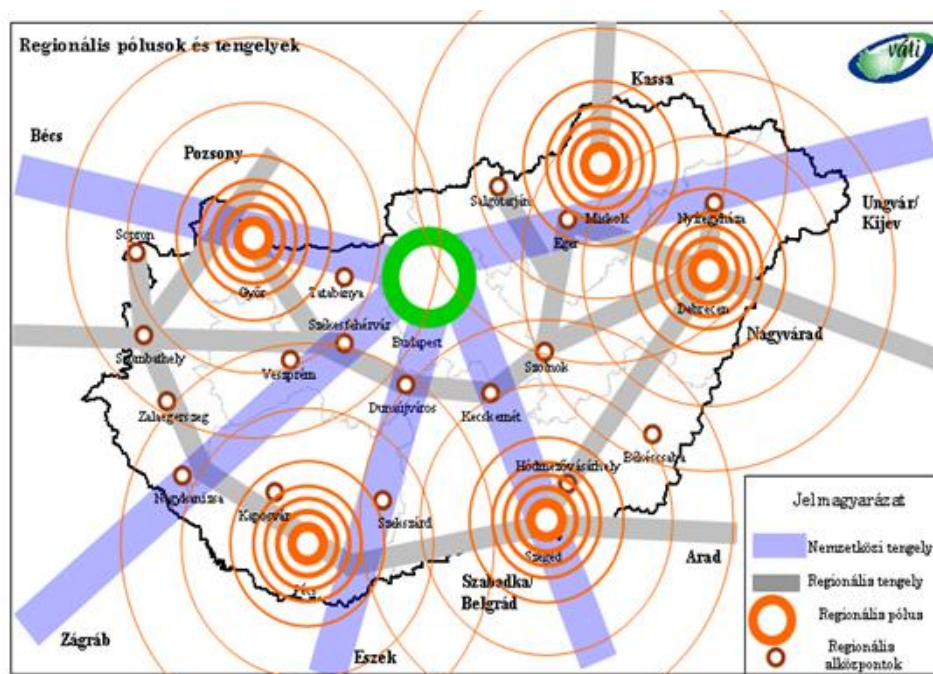 Regionális pólusok és tengelyek
váti
Kassa
Bécs
Pozsony
Salgótarján
Miskolc
Nyíregyháza
Ungvár/
Kijev
Sopron
Eger
Győr
Tatabánya
Debrecen
Székesfehérvár
Budapest
Nagyvárad
Szombathely
Veszprém
Szolnok
Zalaegerszeg
Dunaújváros
Kecskemét
Békéscsaba
Hódmezővásárhely
Nagykanizsa
Kaposvár
Szekszárd
Szeged
Arad
Szabadka/
Belgrád
Zágráb
Eszek
Jelmagyarázat
Nemzetközi tengely
Regionális tengely
Regionális pólus
Regionális
alközpontok